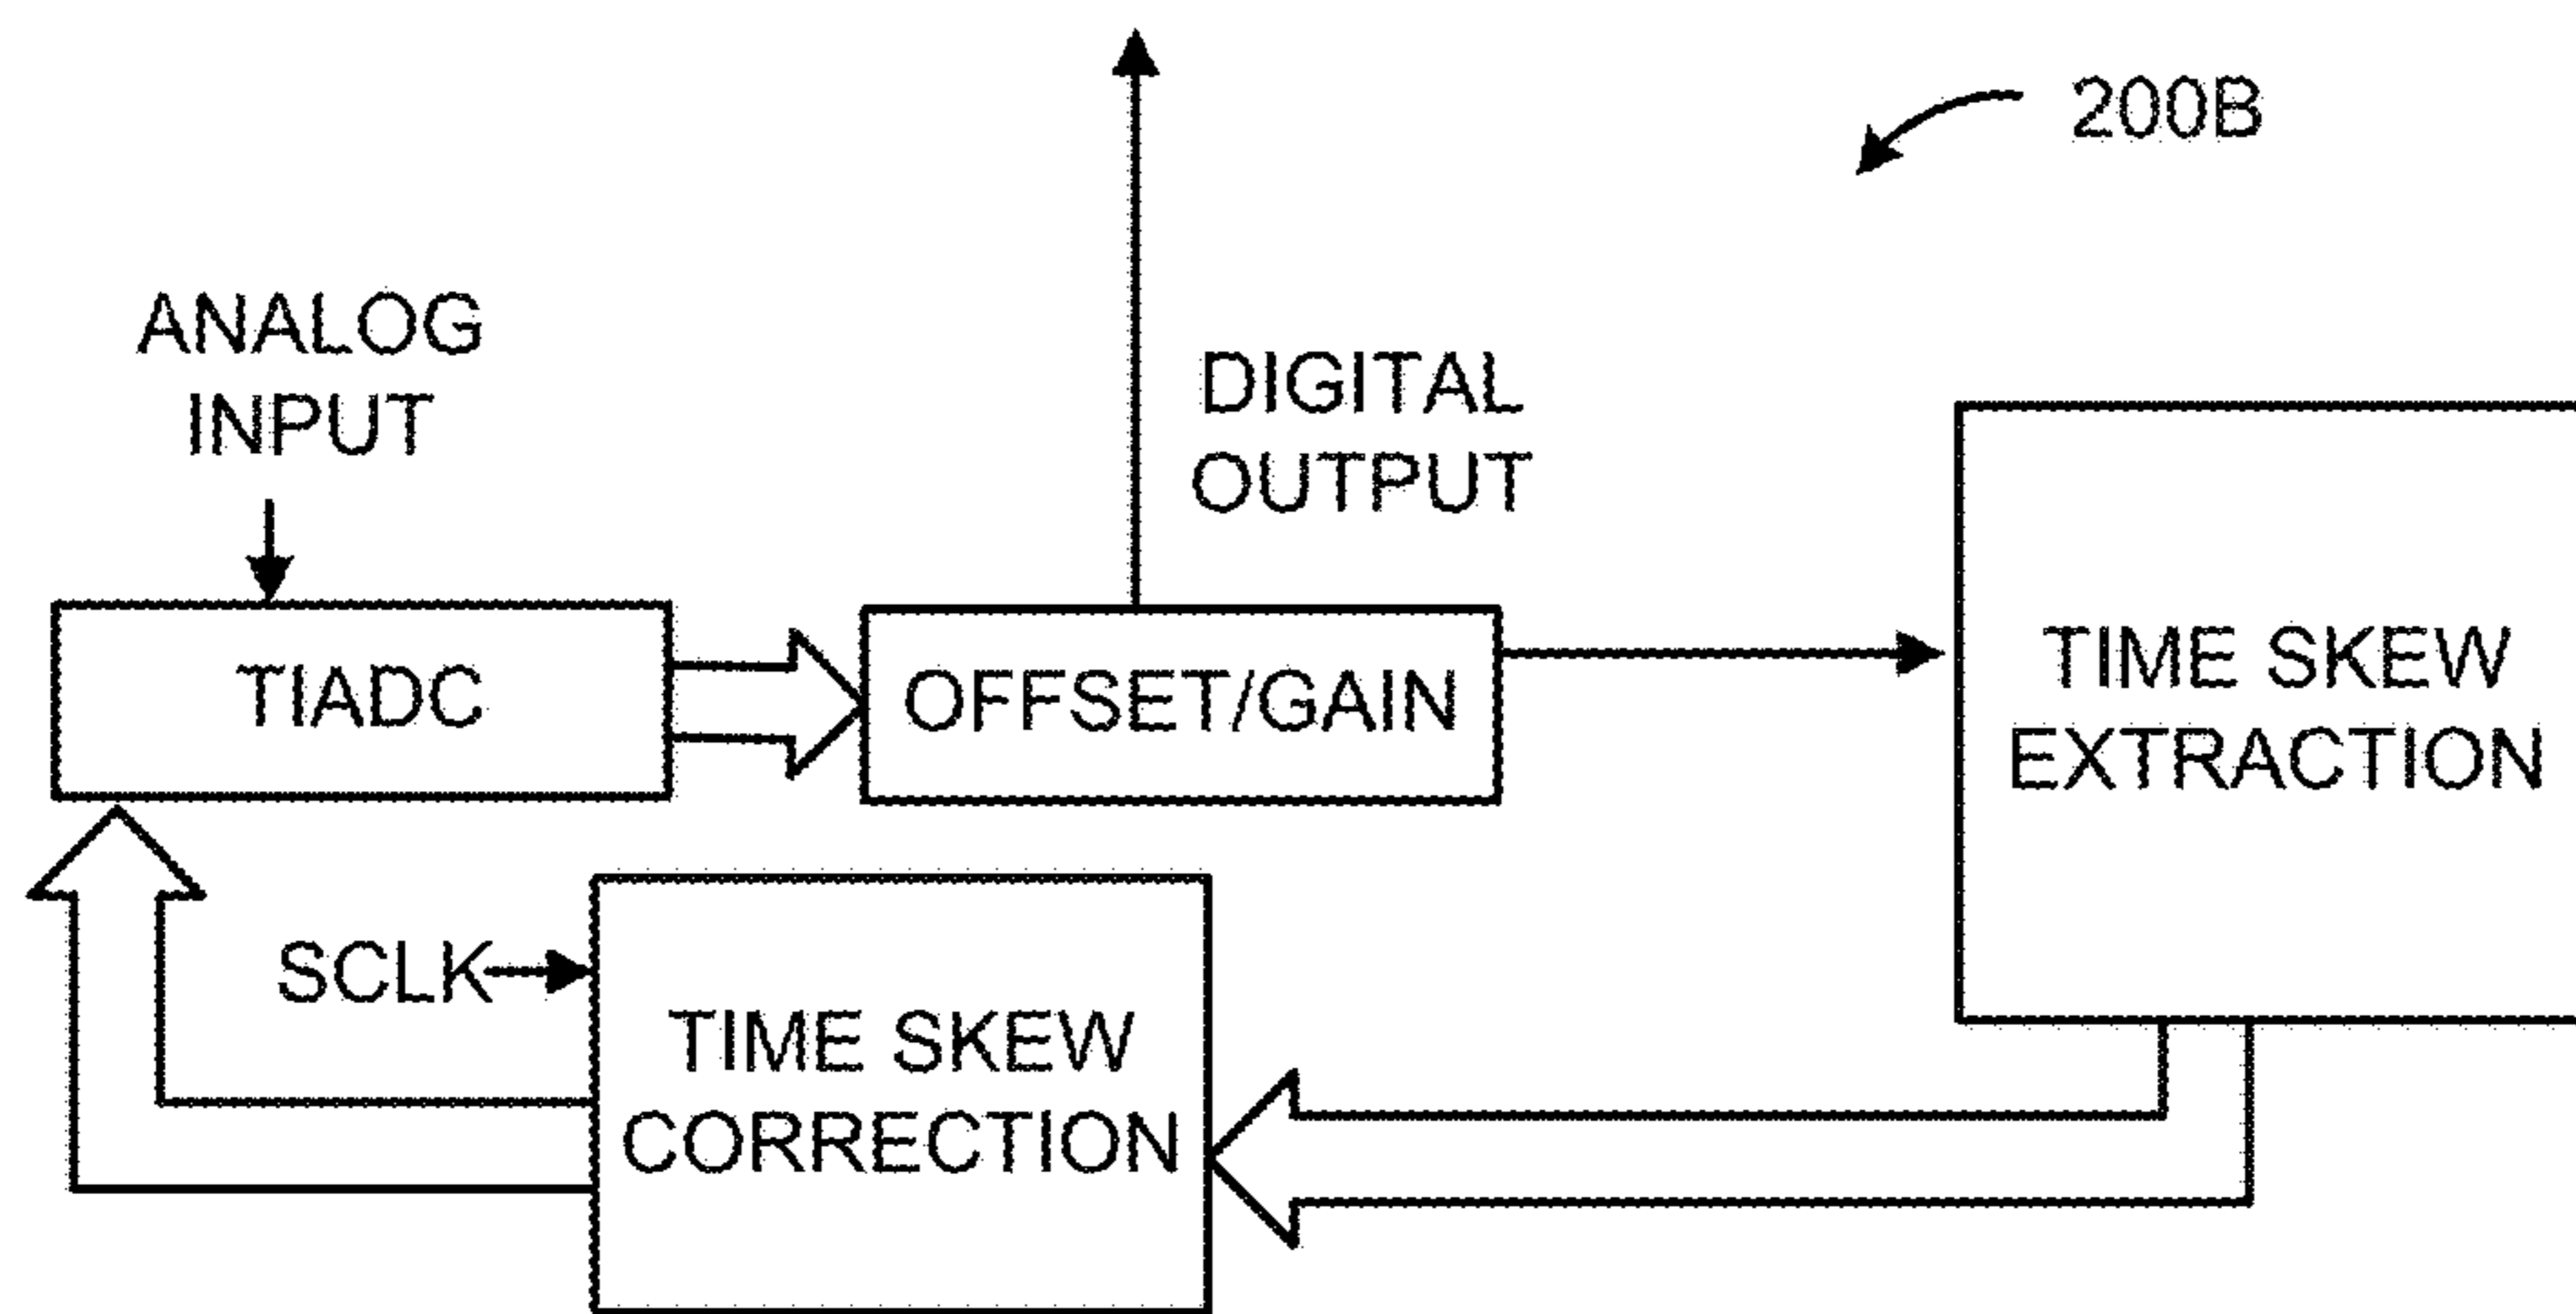 200B
ANALOG
INPUT
DIGITAL
OUTPUT
TIADC
OFFSET/GAIN
TIME SKEW
EXTRACTION
SCLK
TIME SKEW
CORRECTION